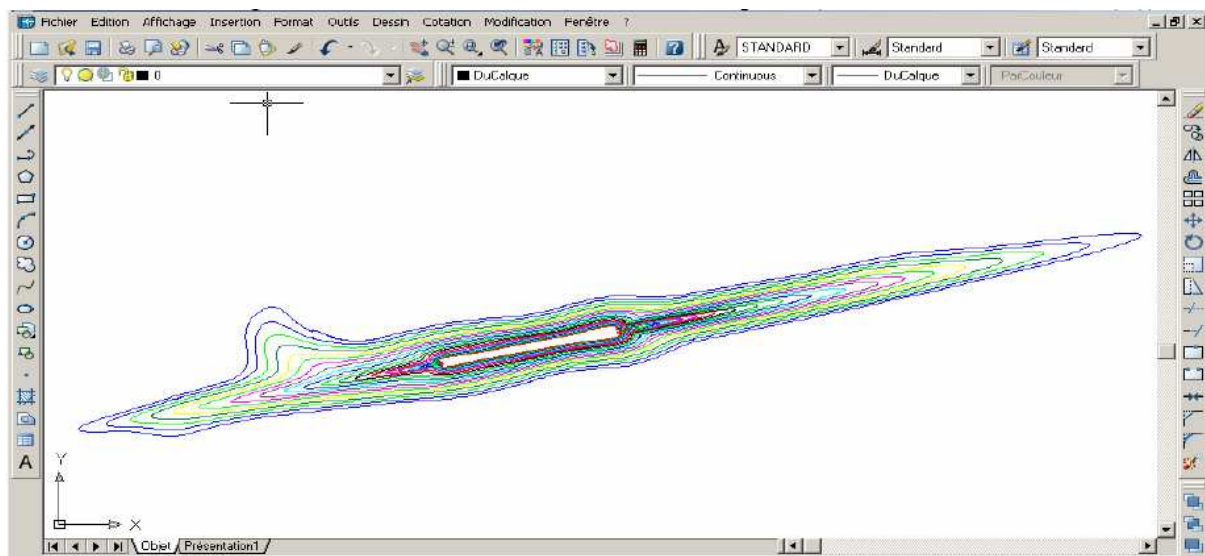 Fichier Edition Affichage Insertion Format Outils Dessin Cotation Modification Fenêtre ?
STANDARD Standard Standard
0 DuCalque Continuous DuCalque ParCouleur
A
Y
X
Objet Présentation1